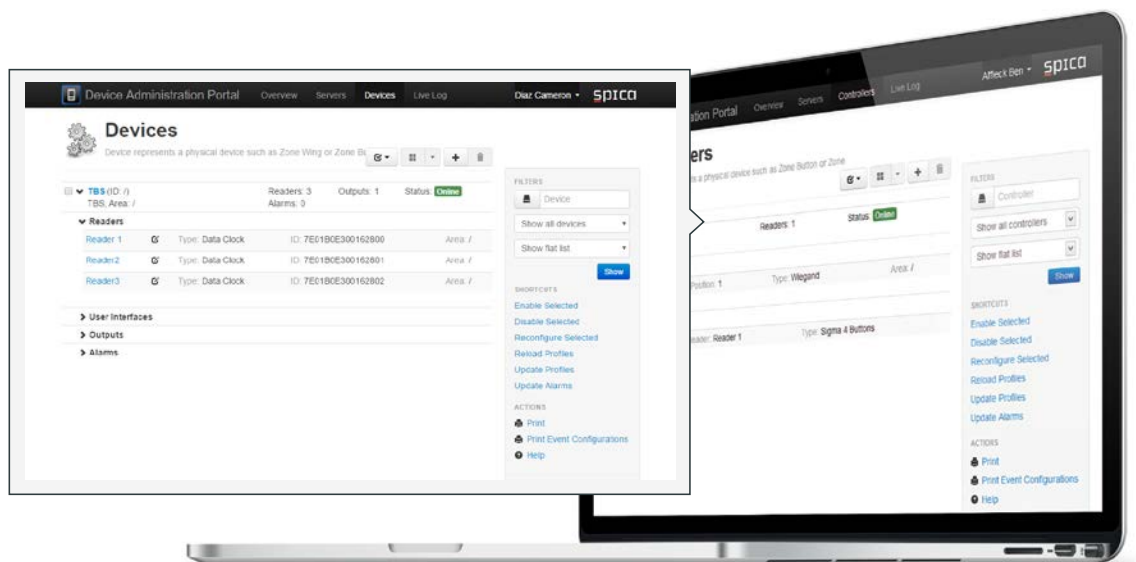 Device Administration Portal Overview Servers Devices Live Log Diaz Cameron spica
Devices
Device represents a physical device such as Zone Wing or Zone
TBS (ID: /) Readers: 3 Outputs: 1 Status: Online
TBS, Area: / Alarms: 0
Readers
Reader 1 Type: Data Clock ID: 7E01B0E300162800 Area: /
Reader2 Type: Data Clock ID: 7E01B0E300162801 Area: /
Reader3 Type: Data Clock ID: 7E01B0E300162802 Area: /
User Interfaces
Outputs
Alarms
FILTERS
Device
Show all devices
Show flat list
Show
SHORTCUTS
Enable Selected
Disable Selected
Reconfigure Selected
Reload Profiles
Update Profiles
Update Alarms
ACTIONS
Print
Print Event Configurations
Help
Portal Overview Servers Controllers Live Log Affleck Ben spica
a physical device such as Zone Button or Zone
Readers: 1 Status: Online
Position: 1 Type: Wiegand Area: /
Reader 1 Type: Sigma 4 Buttons
FILTERS
Controller
Show all controllers
Show flat list
Show
SHORTCUTS
Enable Selected
Disable Selected
Reconfigure Selected
Reload Profiles
Update Profiles
Update Alarms
ACTIONS
Print
Print Event Configurations
Help